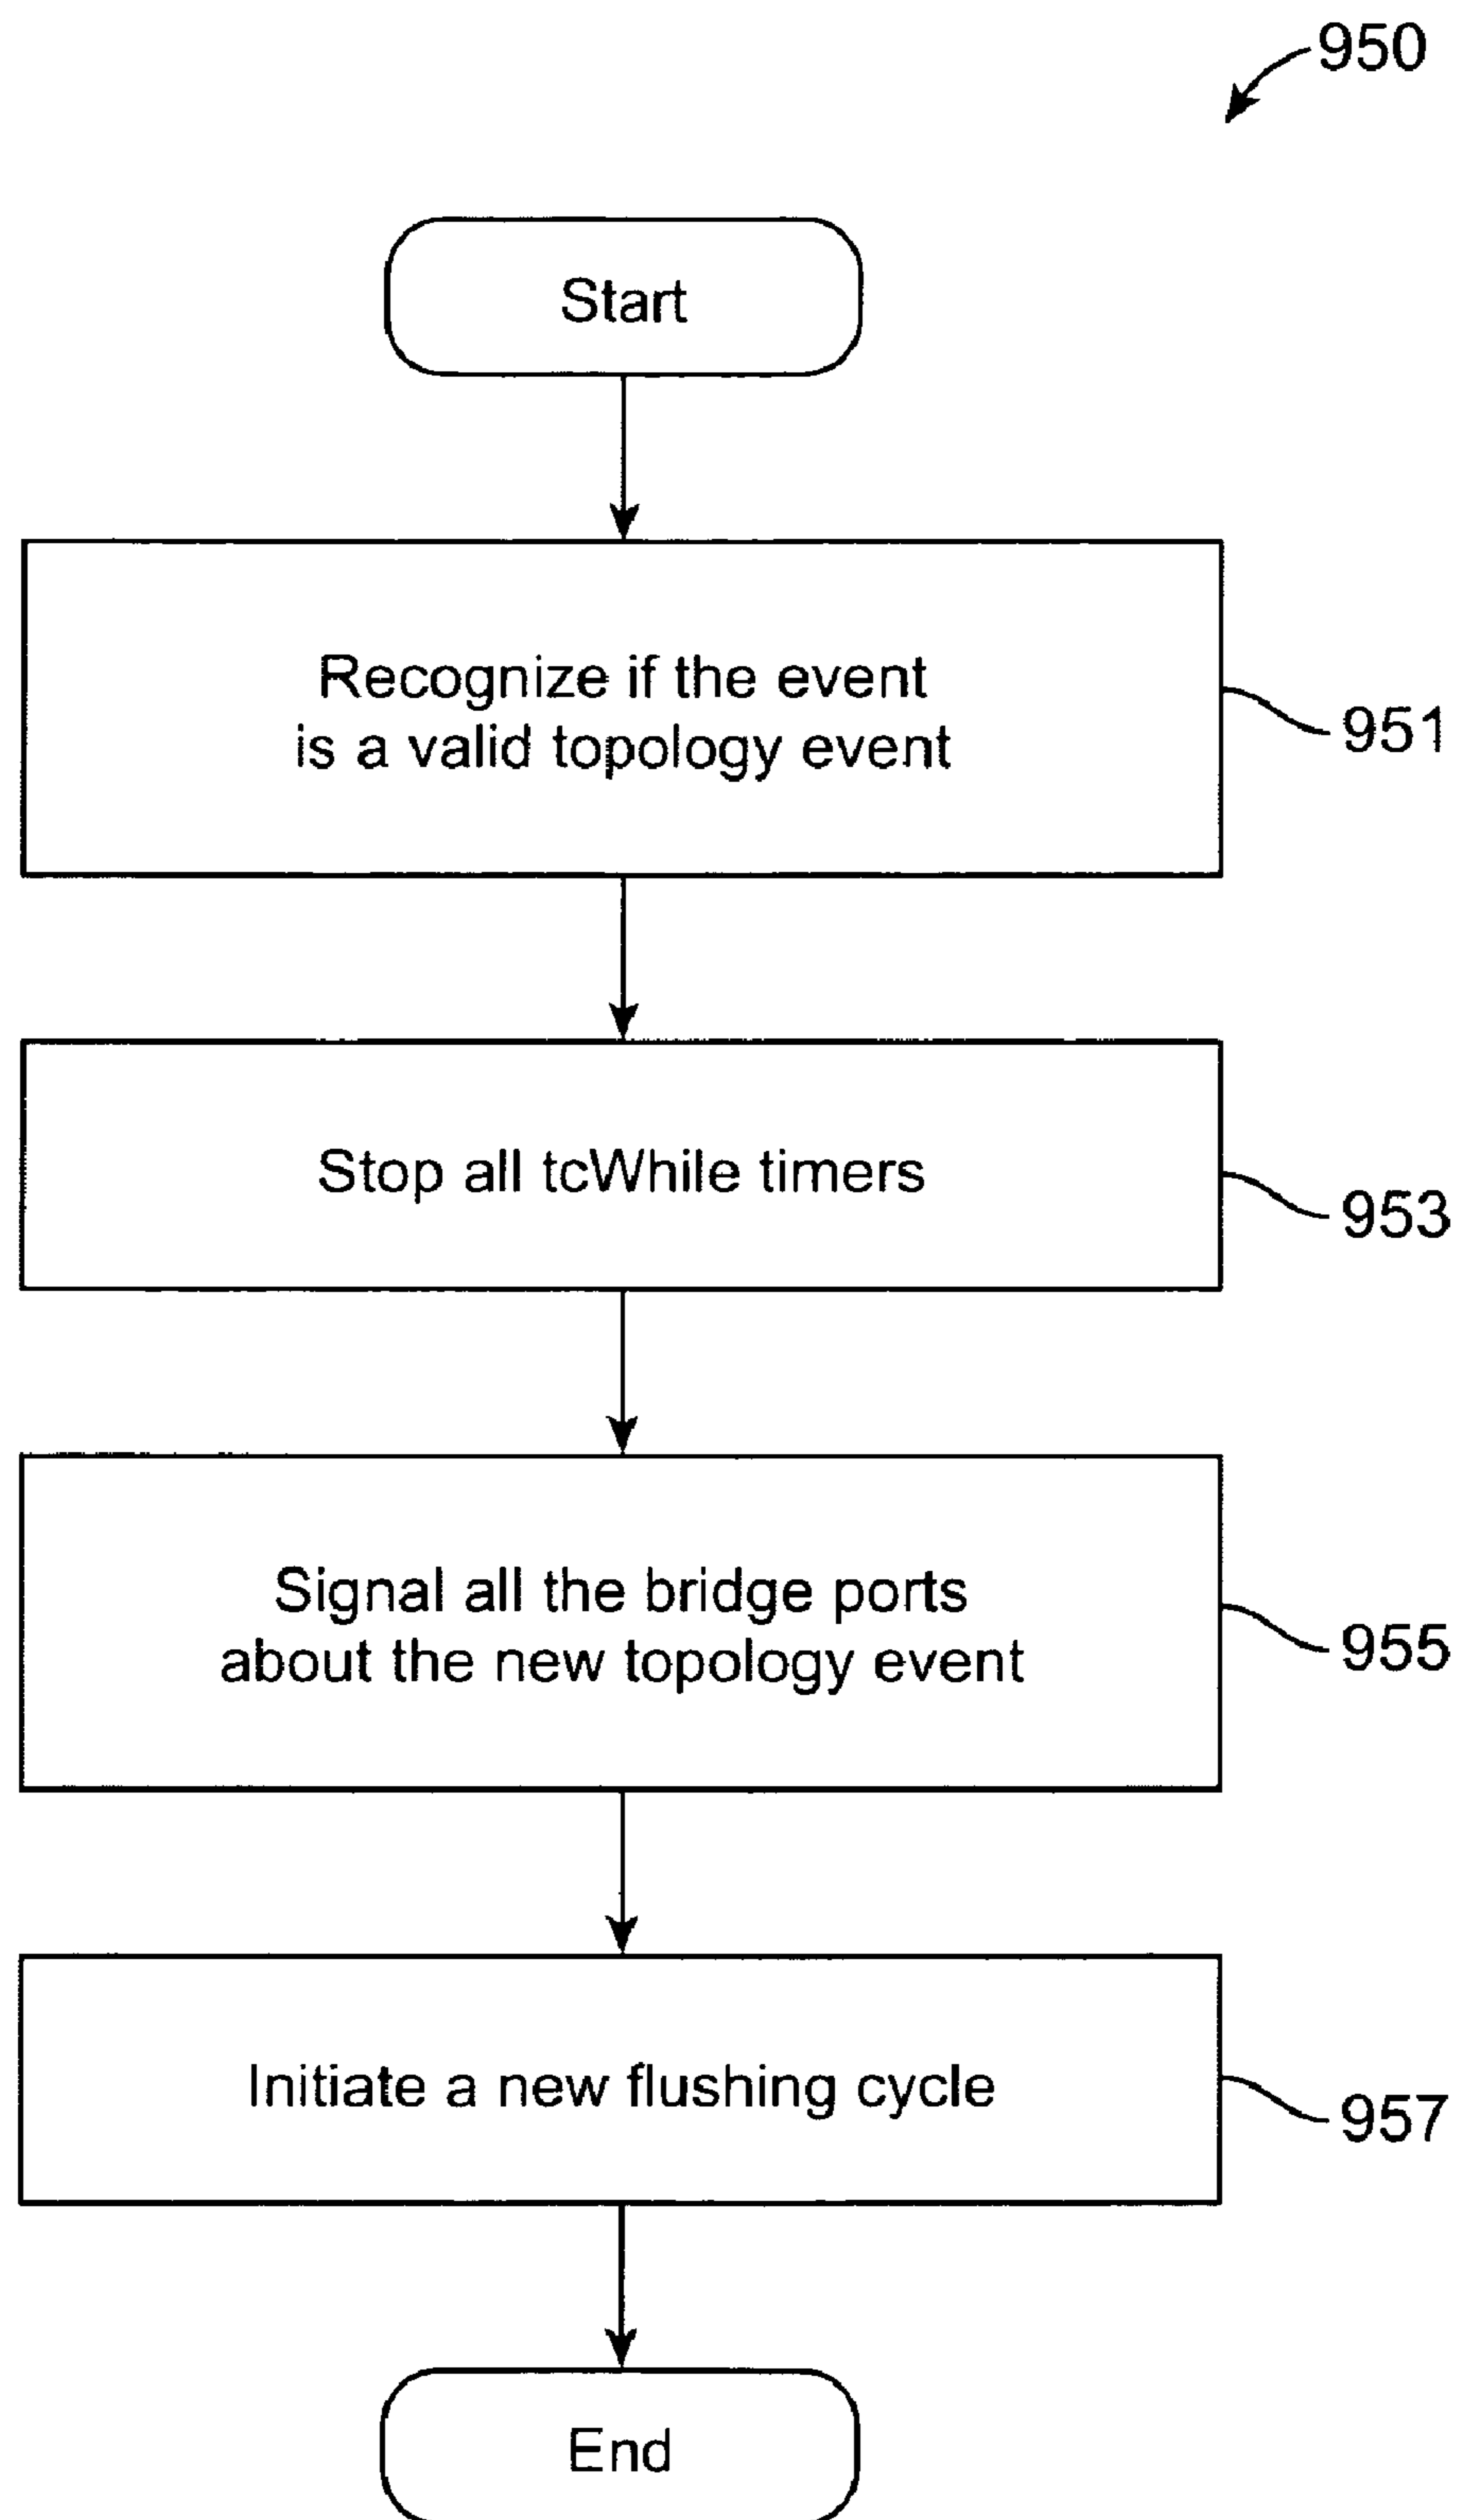 950
Start
Recognize if the event
is a valid topology event
951
Stop all tcWhile timers
953
Signal all the bridge ports
about the new topology event
955
Initiate a new flushing cycle
957
End